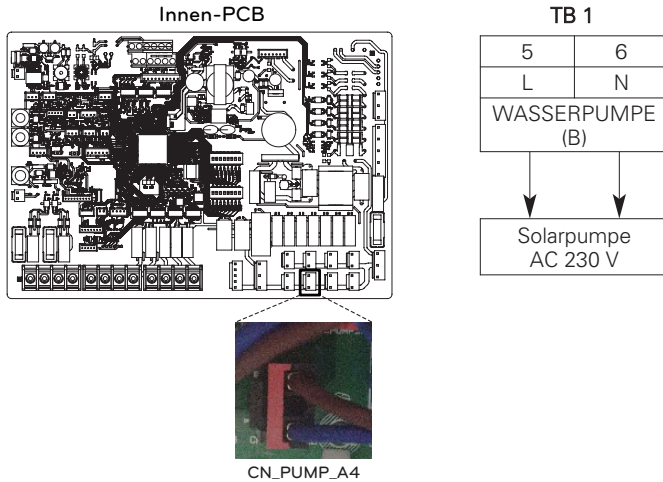 Innen-PCB
TB 1
5 6
L N
WASSERPUMPE
(B)
Solarpumpe
AC 230 V
CN_PUMP_A4